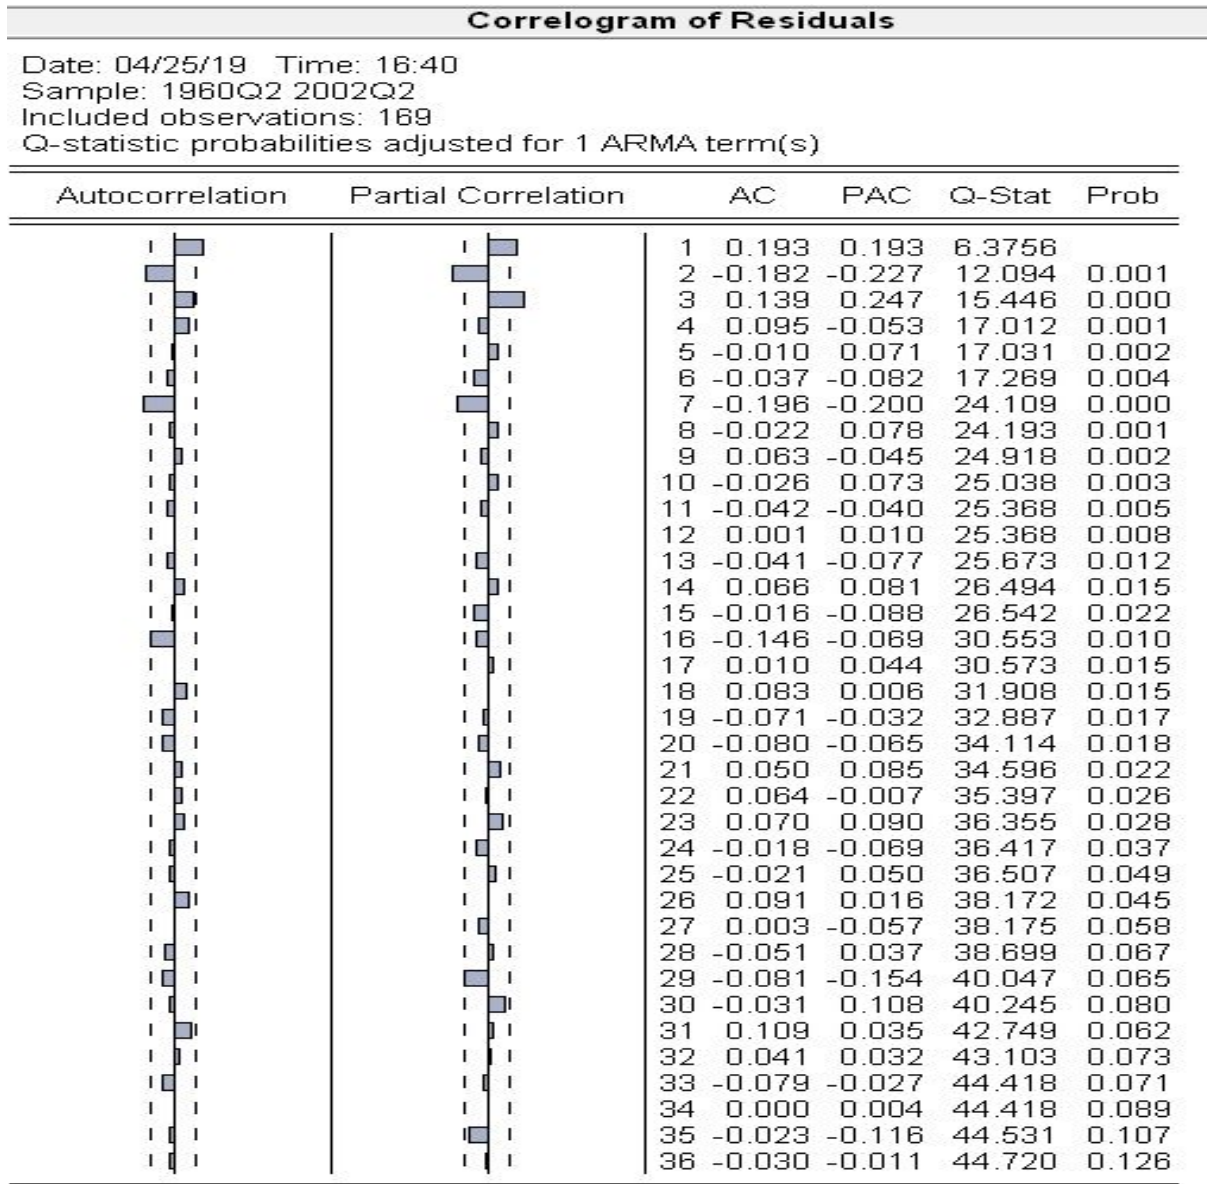 Correlogram of Residuals
Date: 04/25/19 Time: 16:40
Sample: 1960Q2 2002Q2
Included observations: 169
Q-statistic probabilities adjusted for 1 ARMA term(s)
Autocorrelation Partial Correlation AC PAC Q-Stat Prob
1 0.193 0.193 6.3756
2 -0.182 -0.227 12.094 0.001
3 0.139 0.247 15.446 0.000
4 0.095 -0.053 17.012 0.001
5 -0.010 0.071 17.031 0.002
6 -0.037 -0.082 17.269 0.004
7 -0.196 -0.200 24.109 0.000
8 -0.022 0.078 24.193 0.001
9 0.063 -0.045 24.918 0.002
10 -0.026 0.073 25.038 0.003
11 -0.042 -0.040 25.368 0.005
12 0.001 0.010 25.368 0.008
13 -0.041 -0.077 25.673 0.012
14 0.066 0.081 26.494 0.015
15 -0.016 -0.088 26.542 0.022
16 -0.146 -0.069 30.553 0.010
17 0.010 0.044 30.573 0.015
18 0.083 0.006 31.908 0.015
19 -0.071 -0.032 32.887 0.017
20 -0.080 -0.065 34.114 0.018
21 0.050 0.085 34.596 0.022
22 0.064 -0.007 35.397 0.026
23 0.070 0.090 36.355 0.028
24 -0.018 -0.069 36.417 0.037
25 -0.021 0.050 36.507 0.049
26 0.091 0.016 38.172 0.045
27 0.003 -0.057 38.175 0.058
28 -0.051 0.037 38.699 0.067
29 -0.081 -0.154 40.047 0.065
30 -0.031 0.108 40.245 0.080
31 0.109 0.035 42.749 0.062
32 0.041 0.032 43.103 0.073
33 -0.079 -0.027 44.418 0.071
34 0.000 0.004 44.418 0.089
35 -0.023 -0.116 44.531 0.107
36 -0.030 -0.011 44.720 0.126